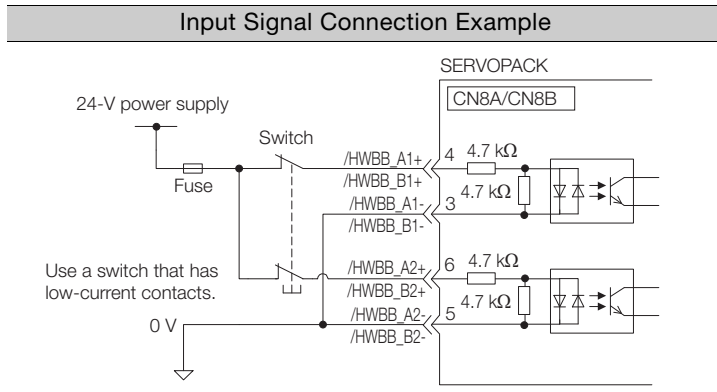 Input Signal Connection Example
SERVOPACK
CN8A/CN8B
24-V power supply
Switch
Fuse
/HWBB_A1+
/HWBB_B1+
4
4.7 kΩ
4.7 kΩ
/HWBB_A1-
/HWBB_B1-
3
Use a switch that has
low-current contacts.
/HWBB_A2+
/HWBB_B2+
6
4.7 kΩ
4.7 kΩ
0 V
/HWBB_A2-
/HWBB_B2-
5